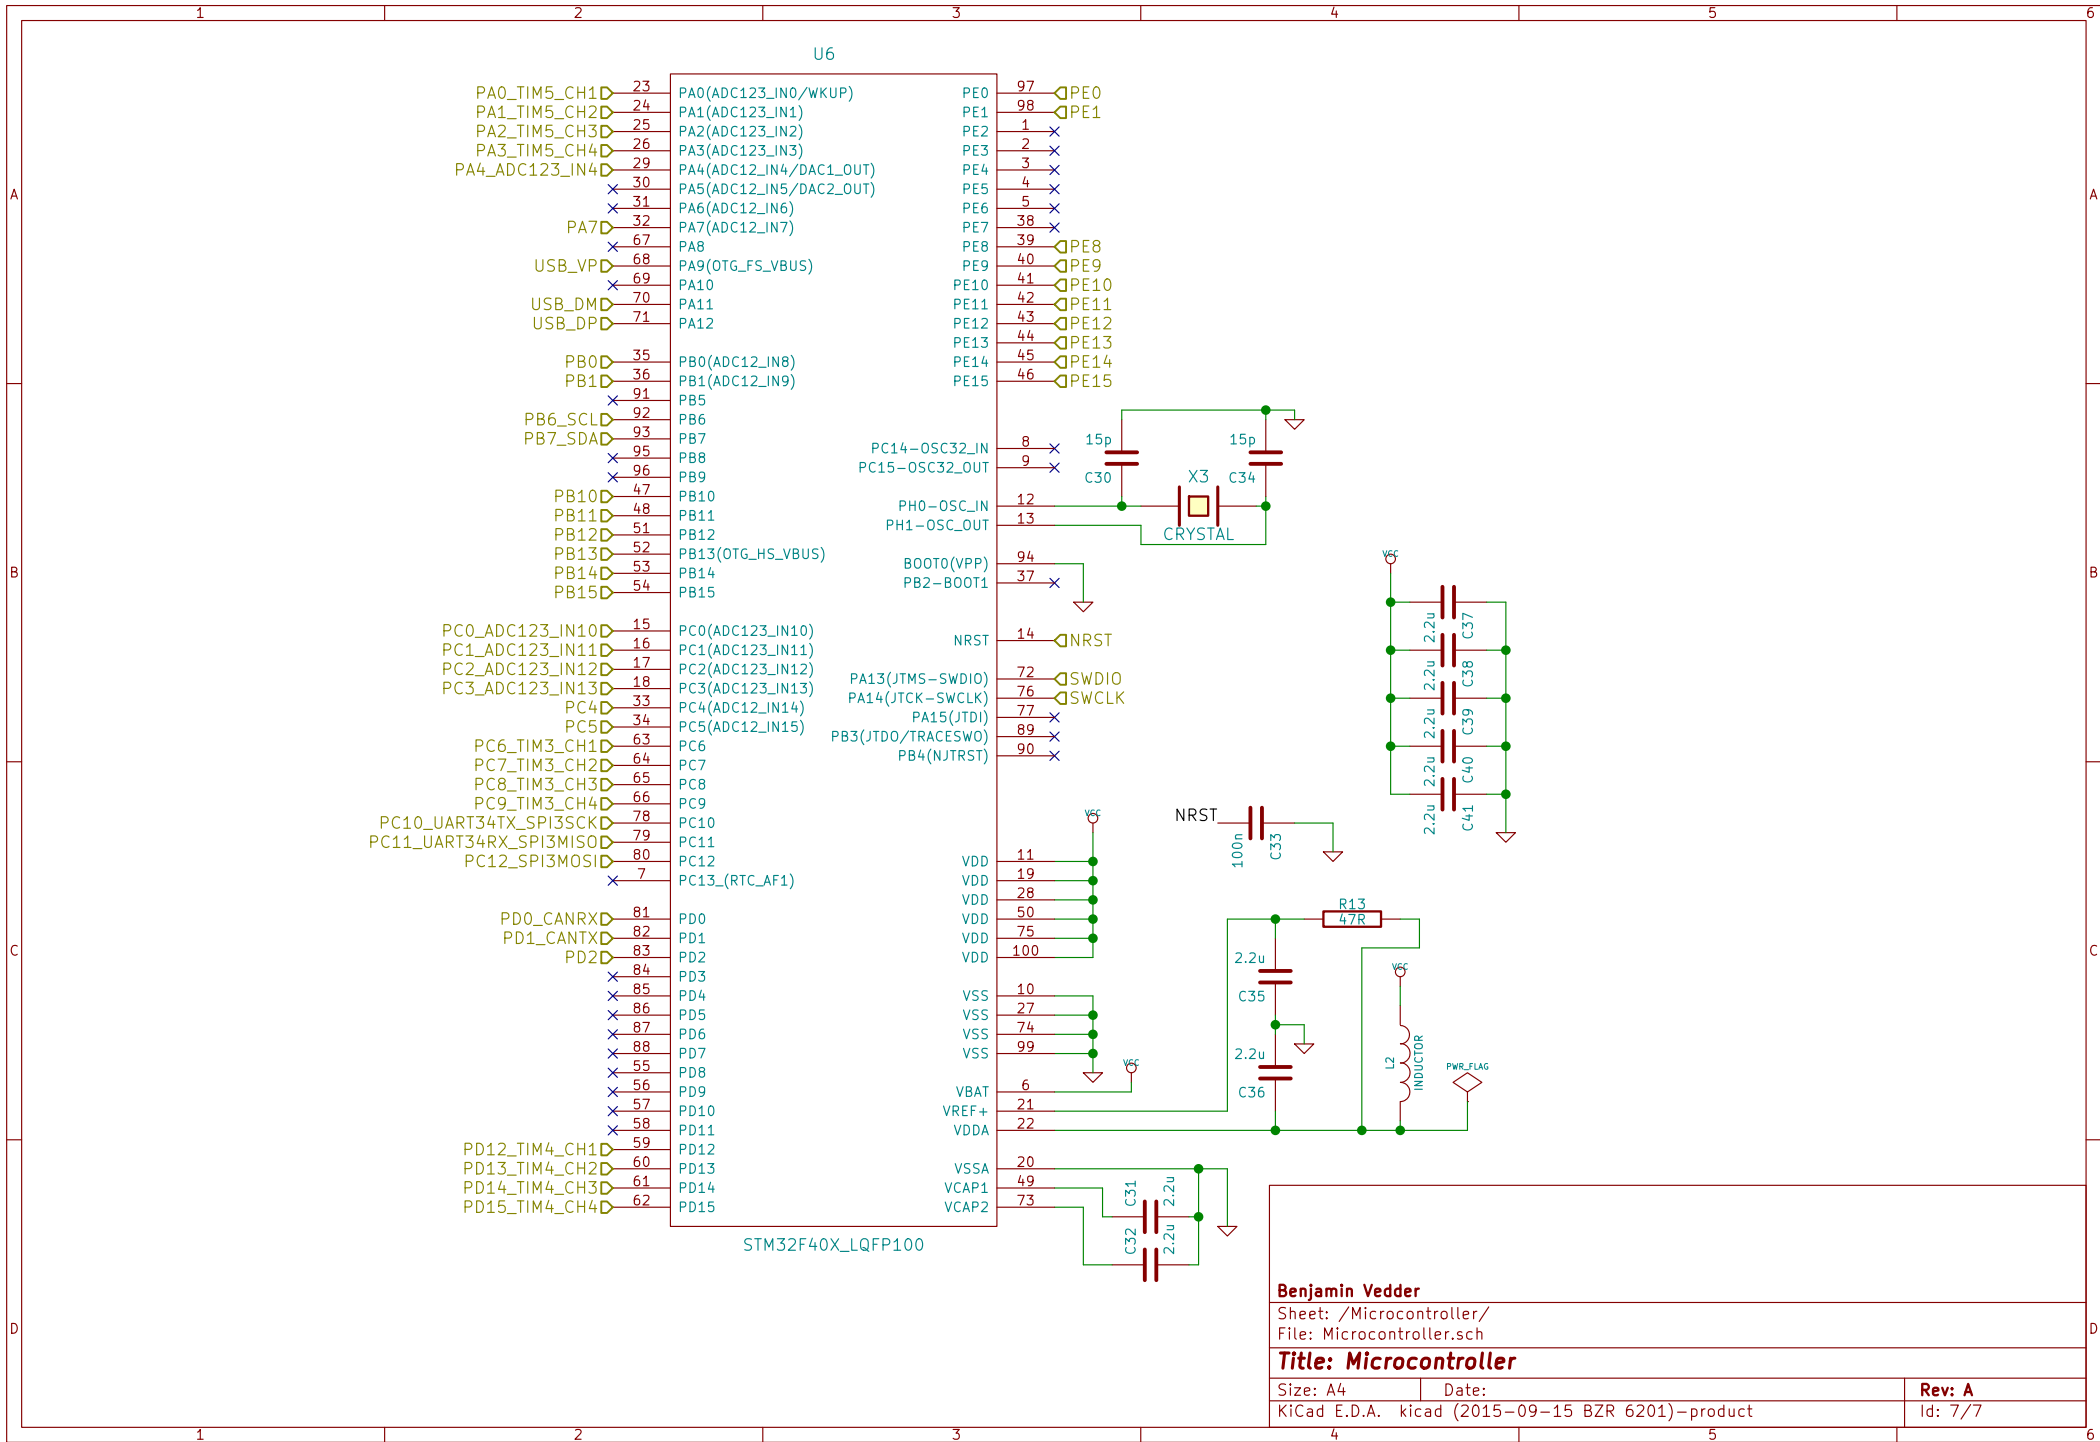 1 2 3 4 5 6
U6
PA0_TIM5_CH1 23 PA0(ADC123_IN0/WKUP) PE0 97 PE0
PA1_TIM5_CH2 24 PA1(ADC123_IN1) PE1 98 PE1
PA2_TIM5_CH3 25 PA2(ADC123_IN2) PE2 1
PA3_TIM5_CH4 26 PA3(ADC123_IN3) PE3 2
PA4_ADC123_IN4 29 PA4(ADC12_IN4/DAC1_OUT) PE4 3
30 PA5(ADC12_IN5/DAC2_OUT) PE5 4
A A
31 PA6(ADC12_IN6) PE6 5
PA7 32 PA7(ADC12_IN7) PE7 38
67 PA8 PE8 39 PE8
USB_VP 68 PA9(OTG_FS_VBUS) PE9 40 PE9
69 PA10 PE10 41 PE10
USB_DM 70 PA11 PE11 42 PE11
USB_DP 71 PA12 PE12 43 PE12
PE13 44 PE13
PB0 35 PB0(ADC12_IN8) PE14 45 PE14
PB1 36 PB1(ADC12_IN9) PE15 46 PE15
91 PB5
PB6_SCL 92 PB6
PB7_SDA 93 PB7 15p 15p
PC14-OSC32_IN 8
95 PB8
PC15-OSC32_OUT 9
96 PB9 C30 X3 C34
PB10 47 PB10
PH0-OSC_IN 12
PB11 48 PB11
PH1-OSC_OUT 13
PB12 51 PB12 CRYSTAL
PB13 52 PB13(OTG_HS_VBUS) VCC
BOOT0(VPP) 94
B B
PB14 53 PB14
PB2-BOOT1 37
PB15 54 PB15
2.2u C37
PC0_ADC123_IN10 15 PC0(ADC123_IN10)
NRST 14 NRST
PC1_ADC123_IN11 16 PC1(ADC123_IN11)
PC2_ADC123_IN12 17 PC2(ADC123_IN12) 2.2u C38
PA13(JTMS-SWDIO) 72 SWDIO
PC3_ADC123_IN13 18 PC3(ADC123_IN13)
PA14(JTCK-SWCLK) 76 SWCLK
PC4 33 PC4(ADC12_IN14)
PA15(JTDI) 77
PC5 34 PC5(ADC12_IN15) 2.2u C39
PB3(JTDO/TRACESWO) 89
PC6_TIM3_CH1 63 PC6
PB4(NJTRST) 90
PC7_TIM3_CH2 64 PC7 2.2u C40
PC8_TIM3_CH3 65 PC8
PC9_TIM3_CH4 66 PC9
VCC NRST 2.2u C41
PC10_UART34TX_SPI3SCK 78 PC10
PC11_UART34RX_SPI3MISO 79 PC11 100n C33
PC12_SPI3MOSI 80 PC12 VDD 11
7 PC13_(RTC_AF1) VDD 19
VDD 28
R13
PD0_CANRX 81 PD0 VDD 50 47R
PD1_CANTX 82 PD1 VDD 75
C C
PD2 83 PD2 VDD 100 2.2u
84 PD3 VCC
85 PD4 VSS 10 C35
86 PD5 VSS 27
87 PD6 VSS 74
88 PD7 VSS 99 2.2u L2 INDUCTOR
55 PD8 VCC PWR_FLAG
56 PD9 VBAT 6 C36
57 PD10 VREF+ 21
58 PD11 VDDA 22
PD12_TIM4_CH1 59 PD12
PD13_TIM4_CH2 60 PD13 VSSA 20
PD14_TIM4_CH3 61 PD14 VCAP1 49 C31 2.2u
PD15_TIM4_CH4 62 PD15 VCAP2 73
C32 2.2u
STM32F40X_LQFP100
Benjamin Vedder
Sheet: /Microcontroller/
D D
File: Microcontroller.sch
Title: Microcontroller
Size: A4 Date: Rev: A
KiCad E.D.A. kicad (2015-09-15 BZR 6201)-product Id: 7/7
1 2 3 4 5 6